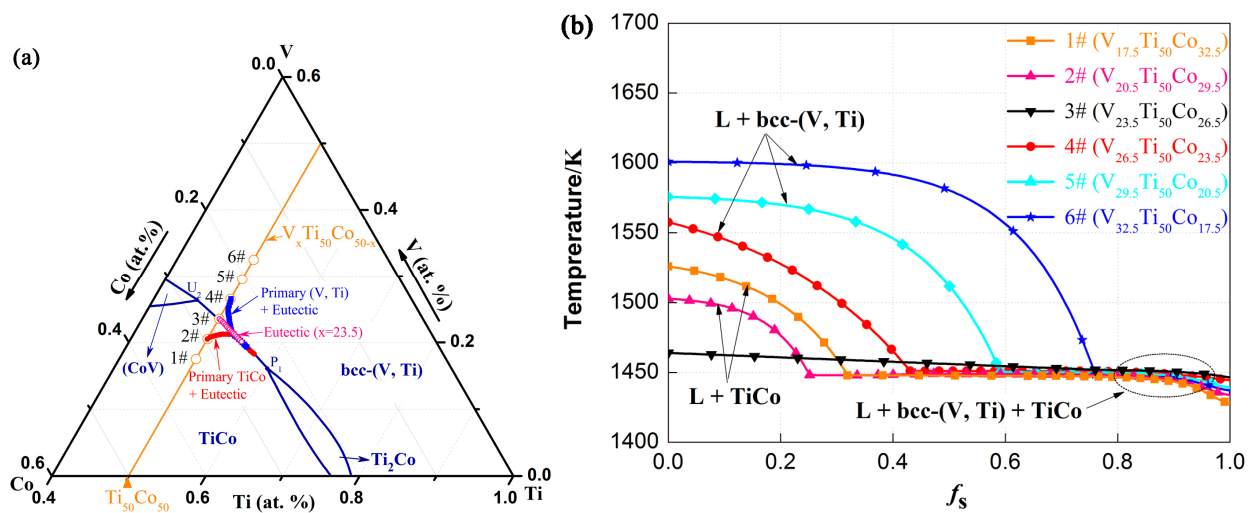 (a)
V
0.0
0.6
0.2
0.4
Co (at. %)
V (at. %)
VₓTi₅₀Co₅₀₋ₓ
6#
5#
4#
3#
2#
1#
U₂
Primary (V, Ti)
+ Eutectic
Eutectic (x=23.5)
0.4
0.2
(CoV)
Primary TiCo
+ Eutectic
P₁
bcc-(V, Ti)
TiCo
Ti₂Co
0.6
0.0
Co
Ti
0.4
0.6
0.8
1.0
Ti₅₀Co₅₀
Ti (at. %)
(b)
1700
1650
1600
1550
1500
1450
1400
Temprerature/K
1# (V₁₇.₅Ti₅₀Co₃₂.₅)
2# (V₂₀.₅Ti₅₀Co₂₉.₅)
3# (V₂₃.₅Ti₅₀Co₂₆.₅)
4# (V₂₆.₅Ti₅₀Co₂₃.₅)
5# (V₂₉.₅Ti₅₀Co₂₀.₅)
6# (V₃₂.₅Ti₅₀Co₁₇.₅)
L + bcc-(V, Ti)
L + TiCo
L + bcc-(V, Ti) + TiCo
0.0
0.2
0.4
0.6
0.8
1.0
fₛ